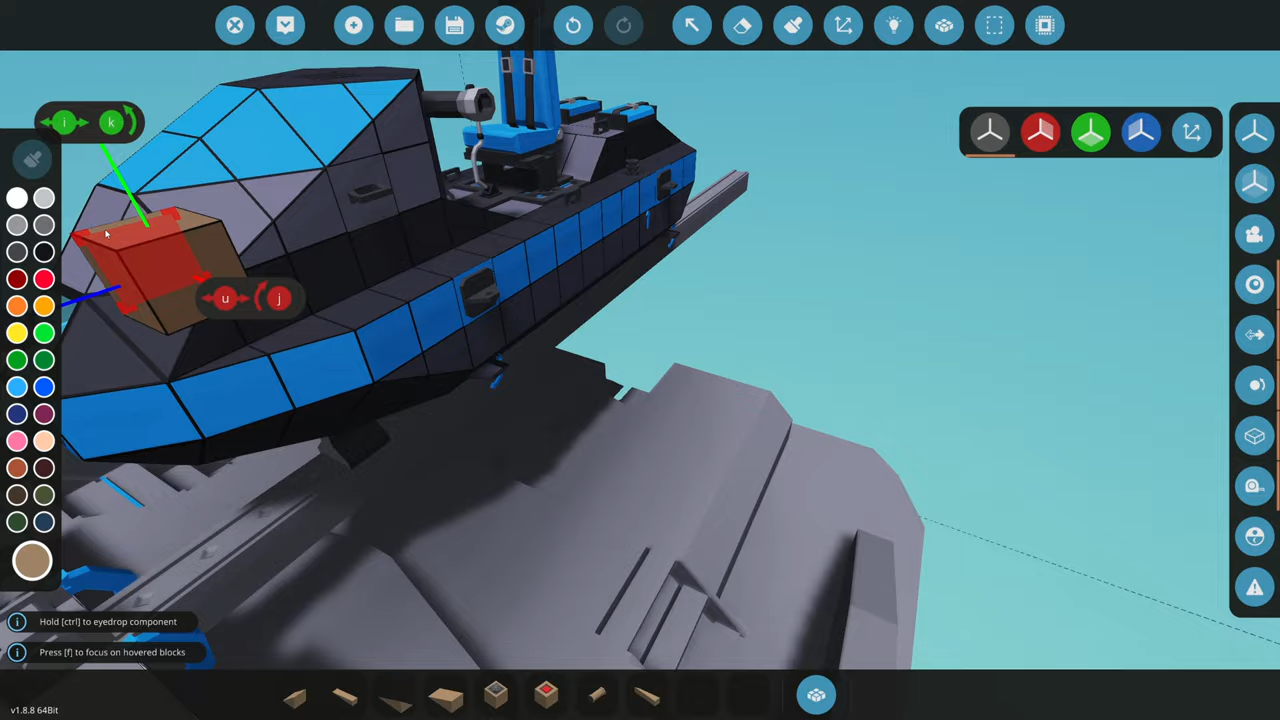 i k
u j
Hold [ctrl] to eyedrop component
Press [f] to focus on hovered blocks
v1.8.8 64Bit